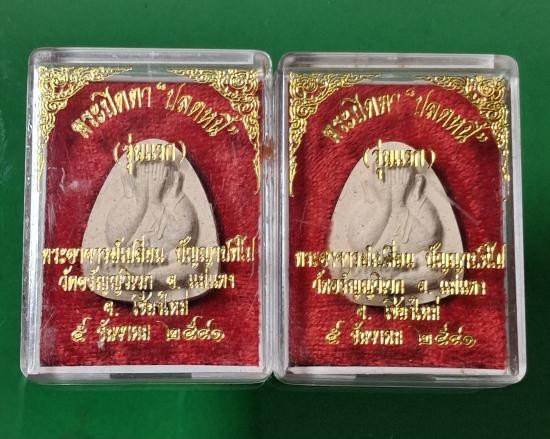 พระปิดตา "ปลดหนี้"
(รุ่นแรก)
พระอาจารย์เปลี่ยน ปัญญาปทีโป
วัดอรัญญวิเวก อ. แม่แตง
จ. เชียงใหม่
๕ ธันวาคม ๒๕๔๑
พระปิดตา "ปลดหนี้"
(รุ่นแรก)
พระอาจารย์เปลี่ยน ปัญญาปทีโป
วัดอรัญญวิเวก อ. แม่แตง
จ. เชียงใหม่
๕ ธันวาคม ๒๕๔๑